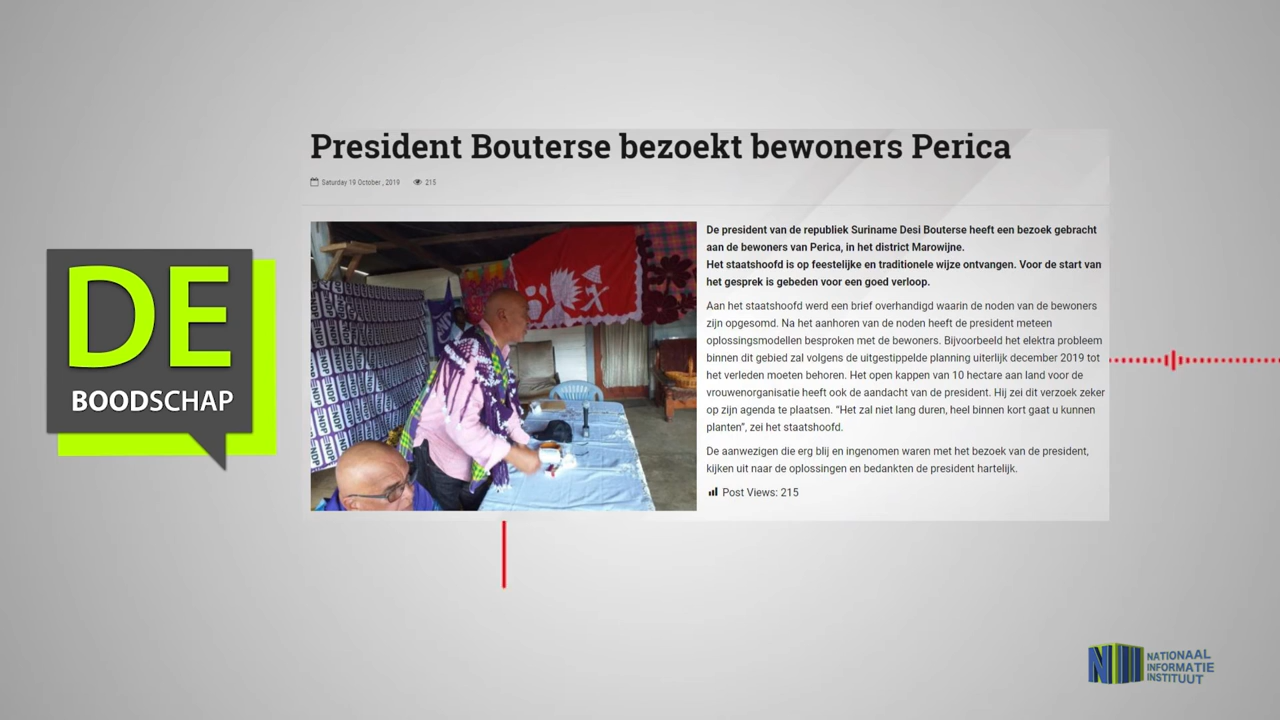 President Bouterse bezoekt bewoners Perica
Saturday 19 October , 2019 215
De president van de republiek Suriname Desi Bouterse heeft een bezoek gebracht
aan de bewoners van Perica, in het district Marowijne.
Het staatshoofd is op feestelijke en traditionele wijze ontvangen. Voor de start van
het gesprek is gebeden voor een goed verloop.
Aan het staatshoofd werd een brief overhandigd waarin de noden van de bewoners
zijn opgesomd. Na het aanhoren van de noden heeft de president meteen
oplossingsmodellen besproken met de bewoners. Bijvoorbeeld het elektra probleem
binnen dit gebied zal volgens de uitgestippelde planning uiterlijk december 2019 tot
het verleden moeten behoren. Het open kappen van 10 hectare aan land voor de
vrouwenorganisatie heeft ook de aandacht van de president. Hij zei dit verzoek zeker
op zijn agenda te plaatsen. "Het zal niet lang duren, heel binnen kort gaat u kunnen
planten", zei het staatshoofd.
De aanwezigen die erg blij en ingenomen waren met het bezoek van de president,
kijken uit naar de oplossingen en bedankten de president hartelijk.
Post Views: 215
DE
BOODSCHAP
NDP
NII NATIONAAL
INFORMATIE
INSTITUUT